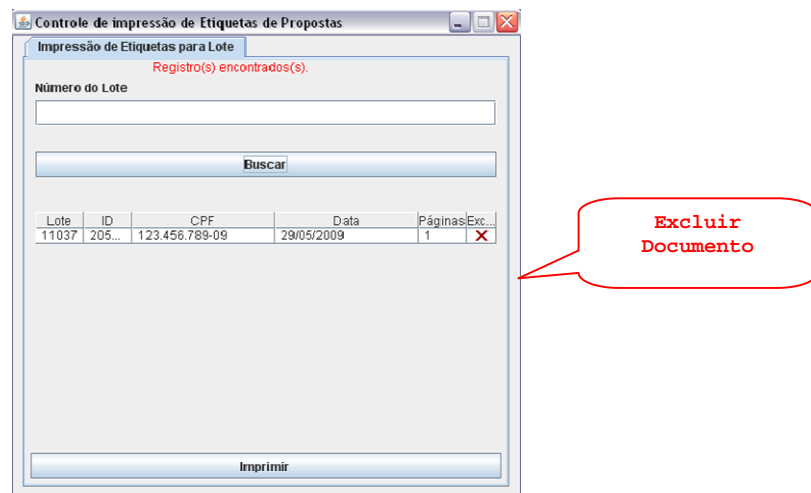 Controle de impressão de Etiquetas de Propostas
Impressão de Etiquetas para Lote
Registro(s) encontrados(s).
Número do Lote
Buscar
Lote ID CPF Data Páginas Exc...
11037 205... 123.456.789-09 29/05/2009 1
Imprimir
Excluir
Documento